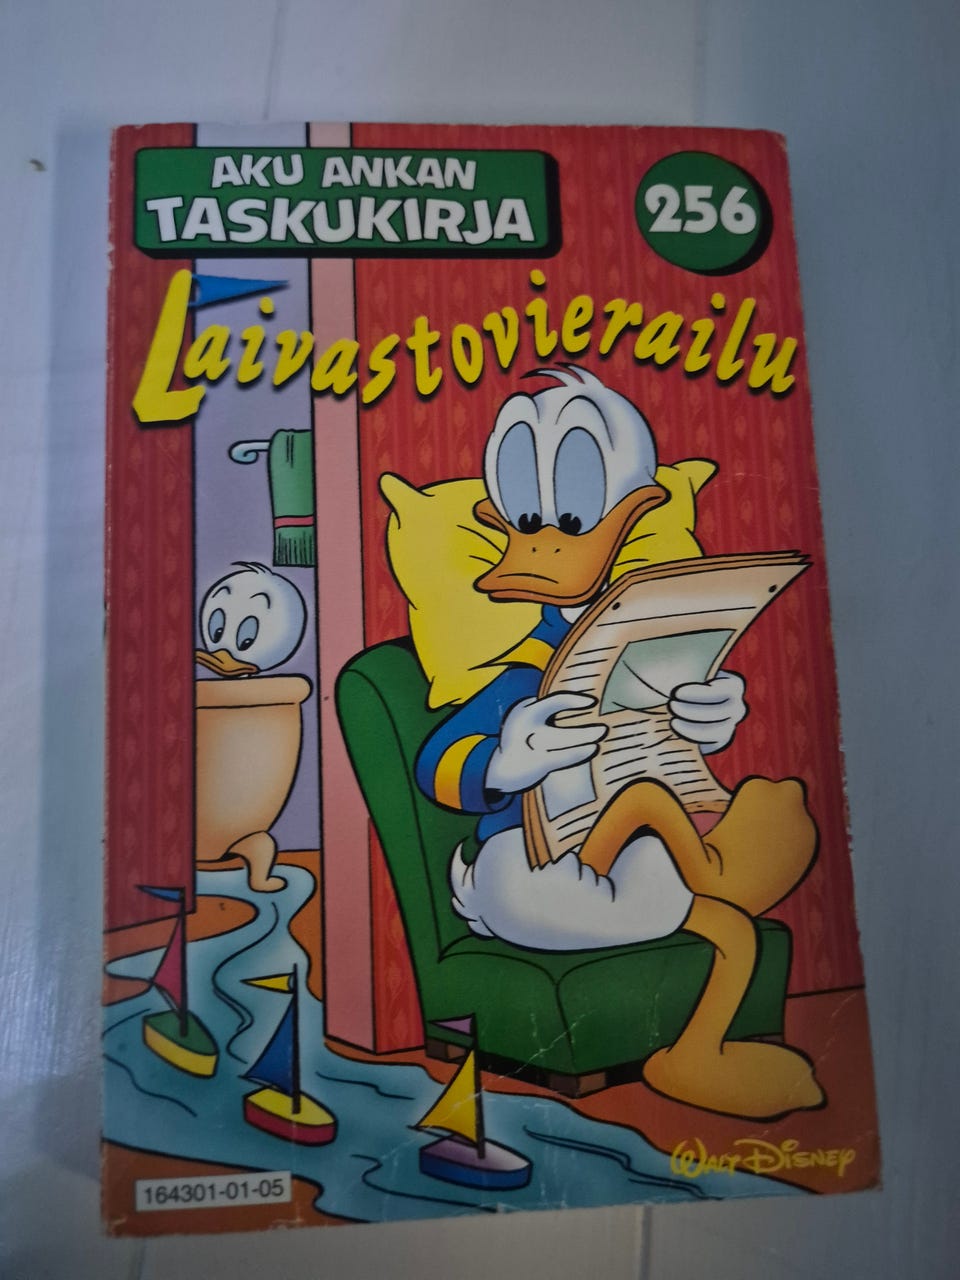 AKU ANKAN
TASKUKIRJA
256
Laivastovierailu
WALT DISNEY
164301-01-05